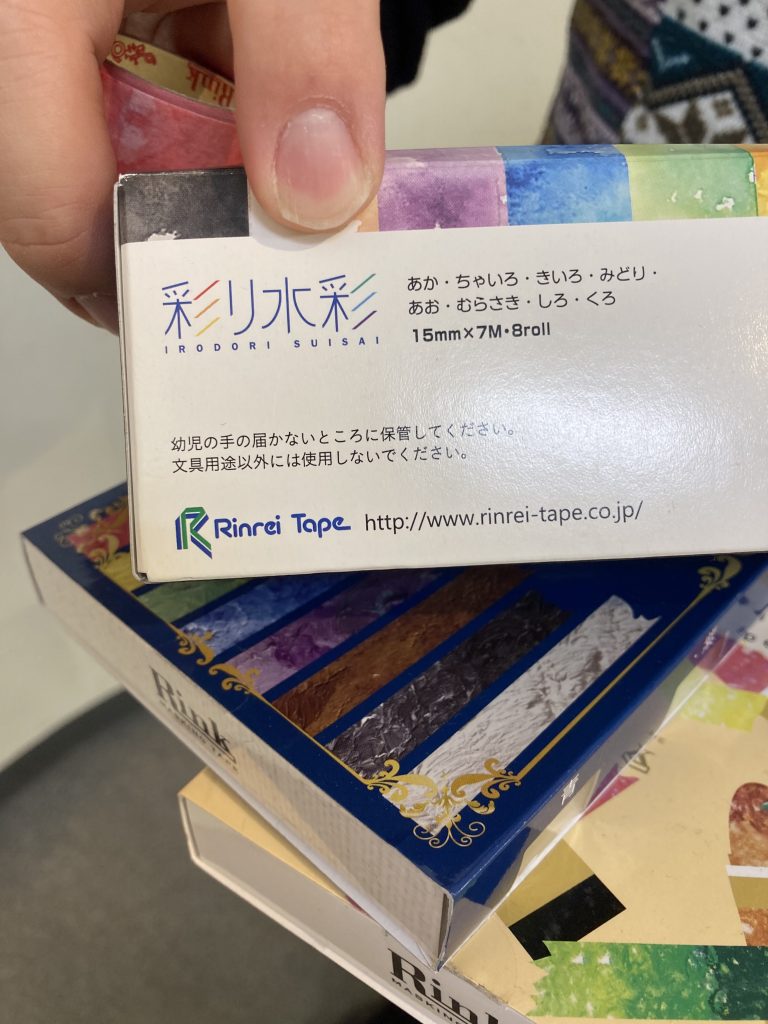 Rink
彩り水彩
IRODORI SUISAI
あか・ちゃいろ・きいろ・みどり・
あお・むらさき・しろ・くろ
15mm×7M・8roll
幼児の手の届かないところに保管してください。
文具用途以外には使用しないでください。
Rinrei Tape http://www.rinrei-tape.co.jp/
Rink
Rink